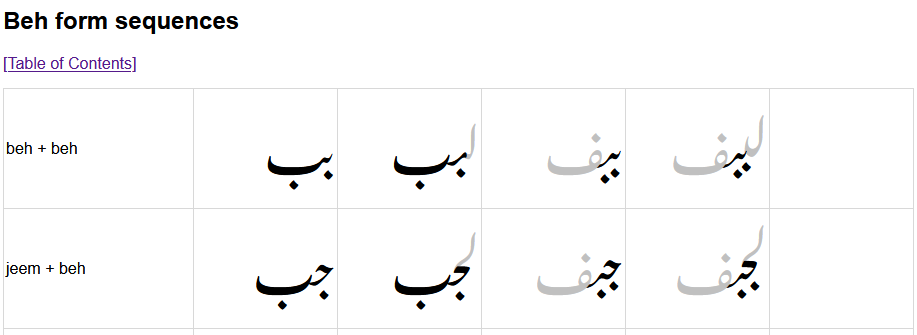 Beh form sequences
[Table of Contents]
beh + beh بب لبب ببف لببف
jeem + beh جب لجب جبف لجبف